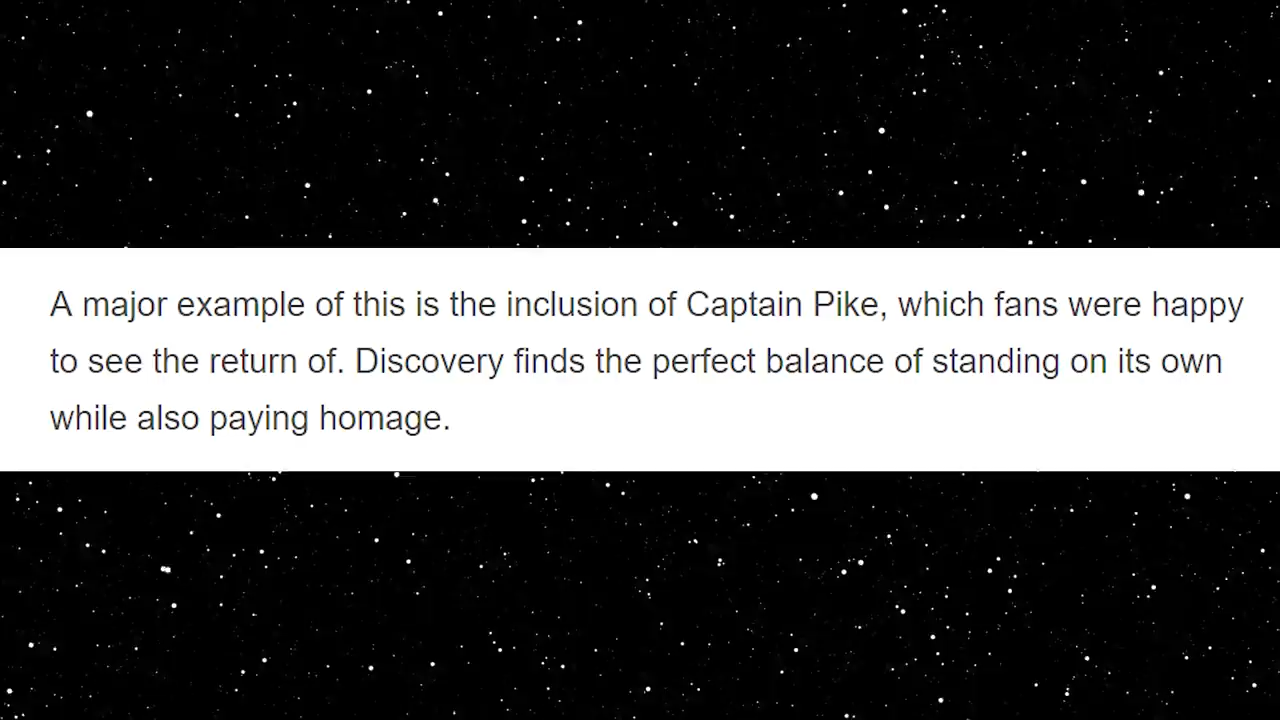 A major example of this is the inclusion of Captain Pike, which fans were happy
to see the return of. Discovery finds the perfect balance of standing on its own
while also paying homage.